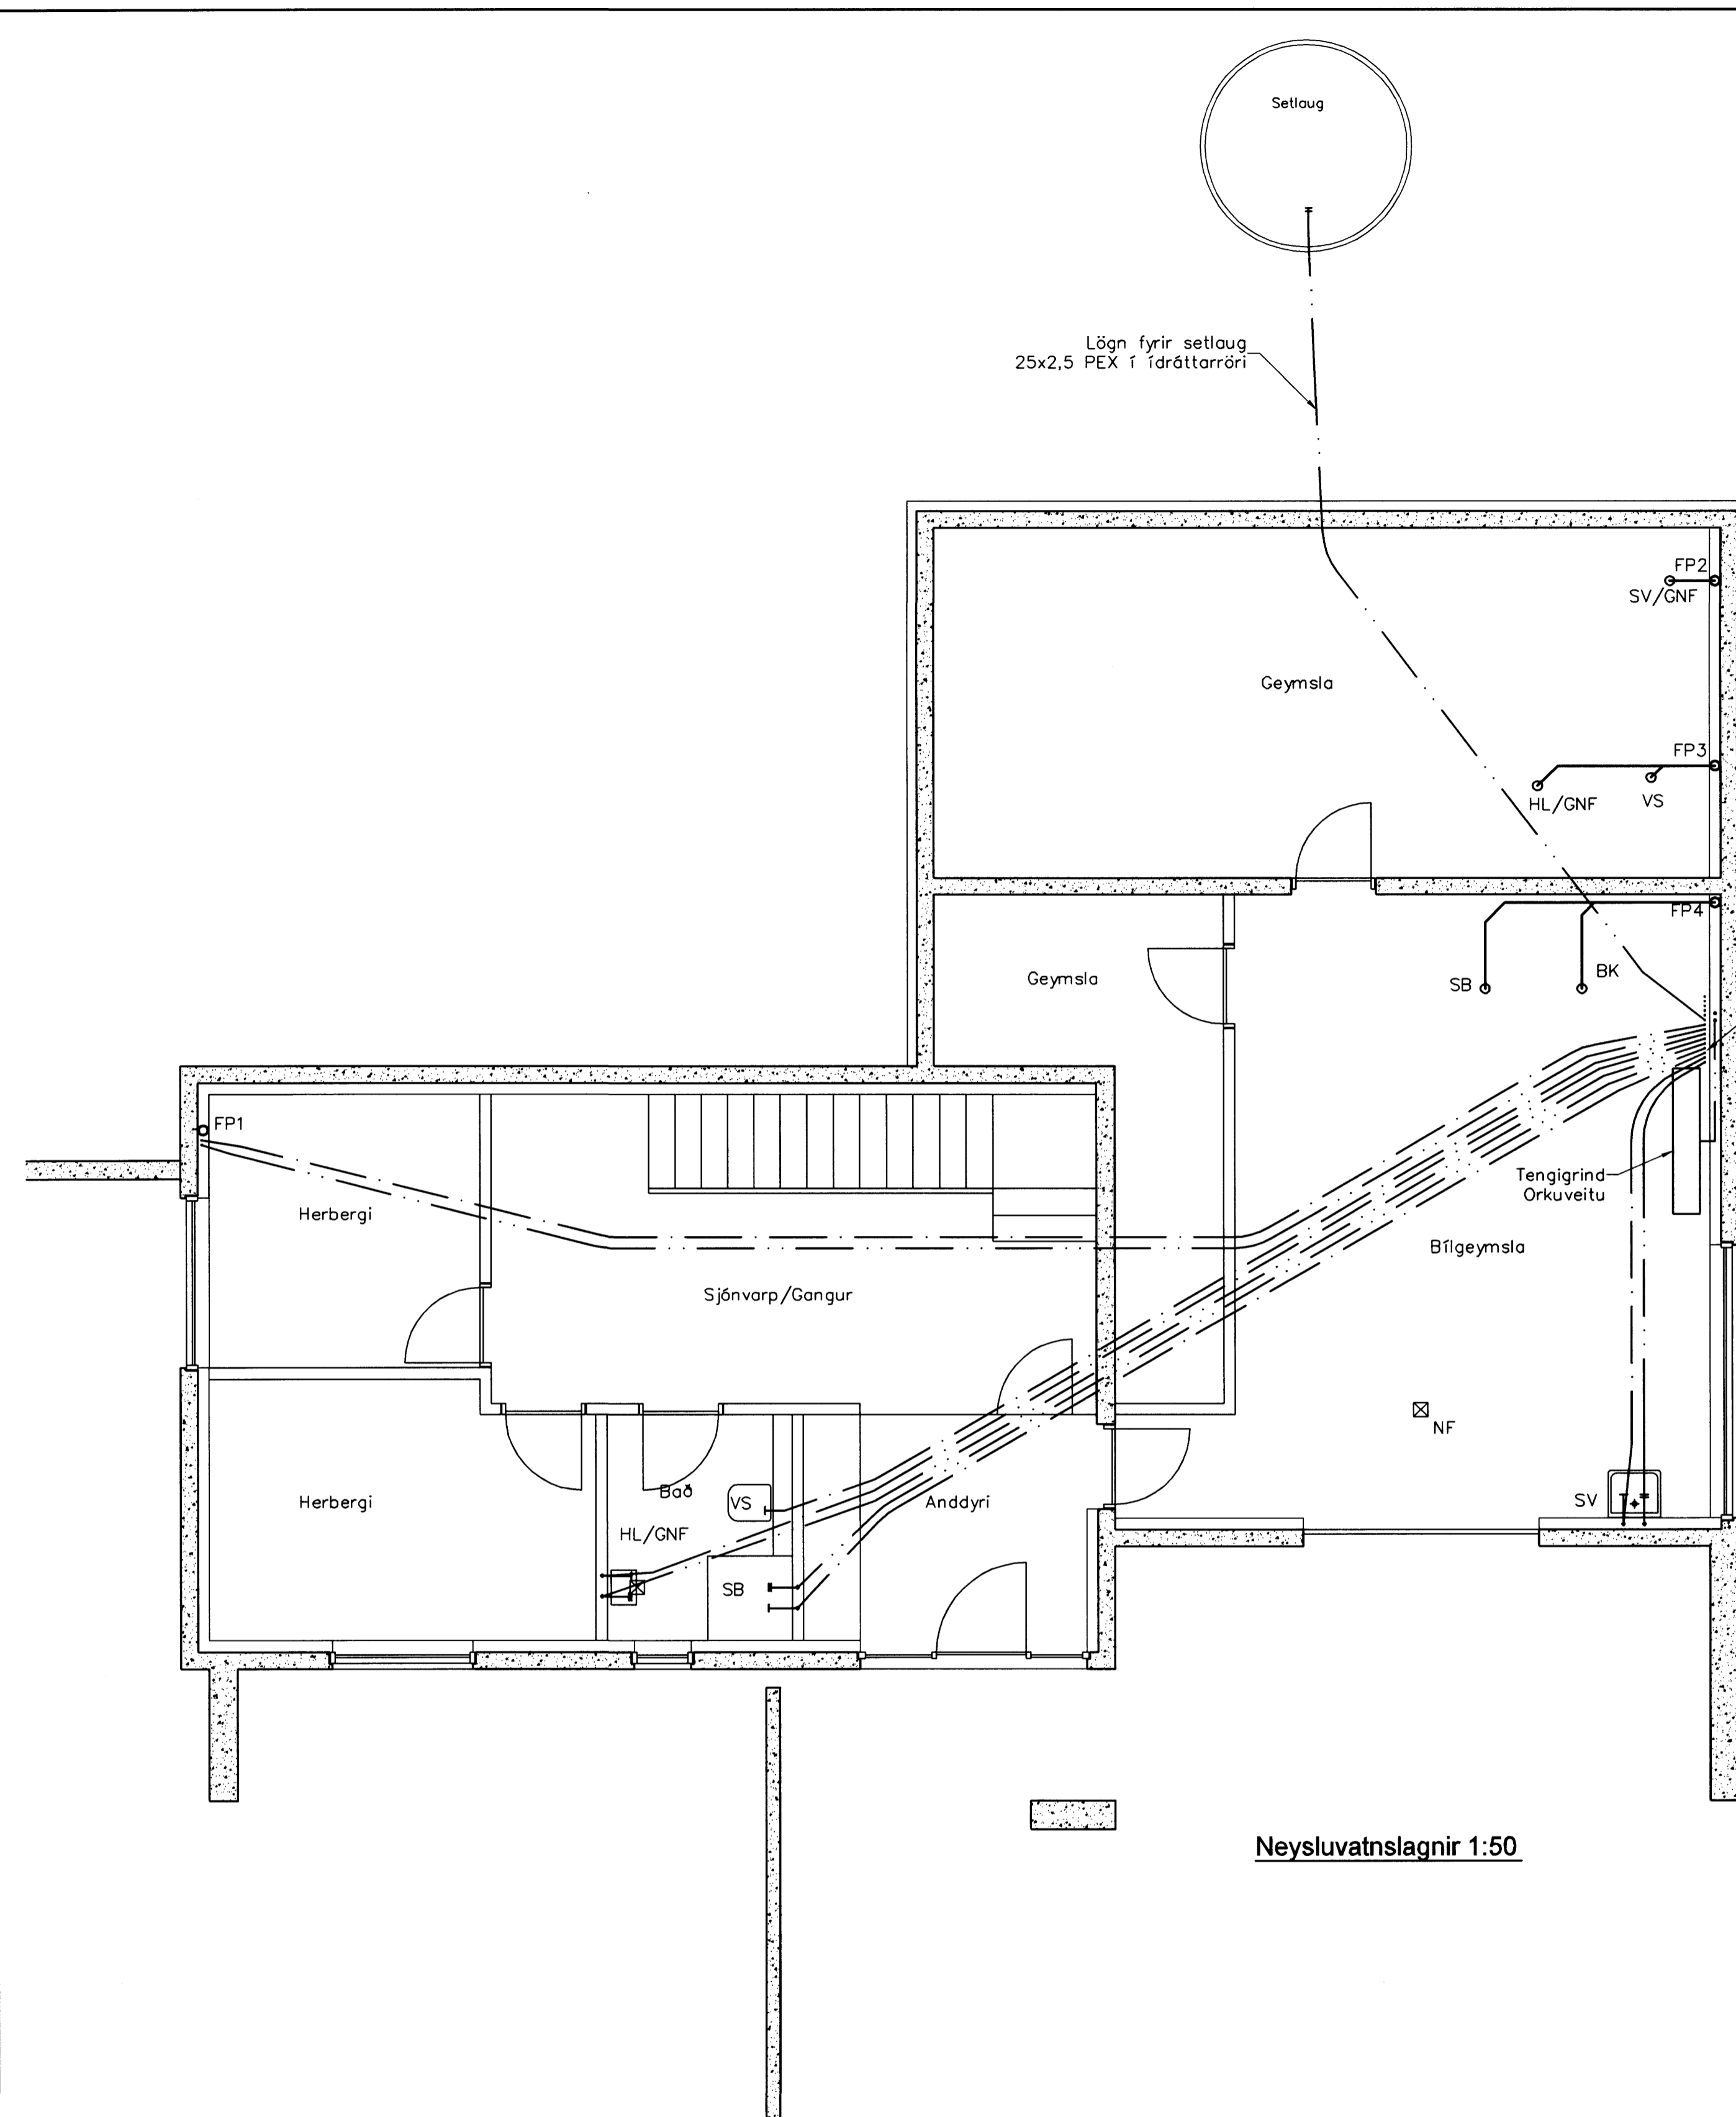 Setlaug
Lögn fyrir setlaug
25x2,5 PEX í ídráttarröri
FP2
SV/GNF
Geymsla
FP3
HL/GNF
VS
FP4
Geymsla
SB
BK
FP1
Herbergi
Tengigrind
Orkuveitu
Bílgeymsla
Sjónvarp/Gangur
NF
Herbergi
Bað
VS
Anddyri
SV
HL/GNF
SB
Neysluvatnslagnir 1:50